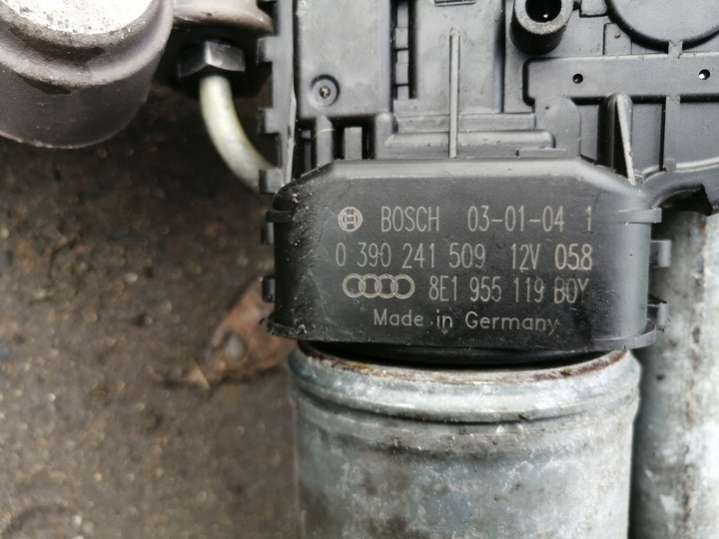 BOSCH 03-01-04 1
0 390 241 509 12V 058
8E1 955 119 BOY
Made in Germany